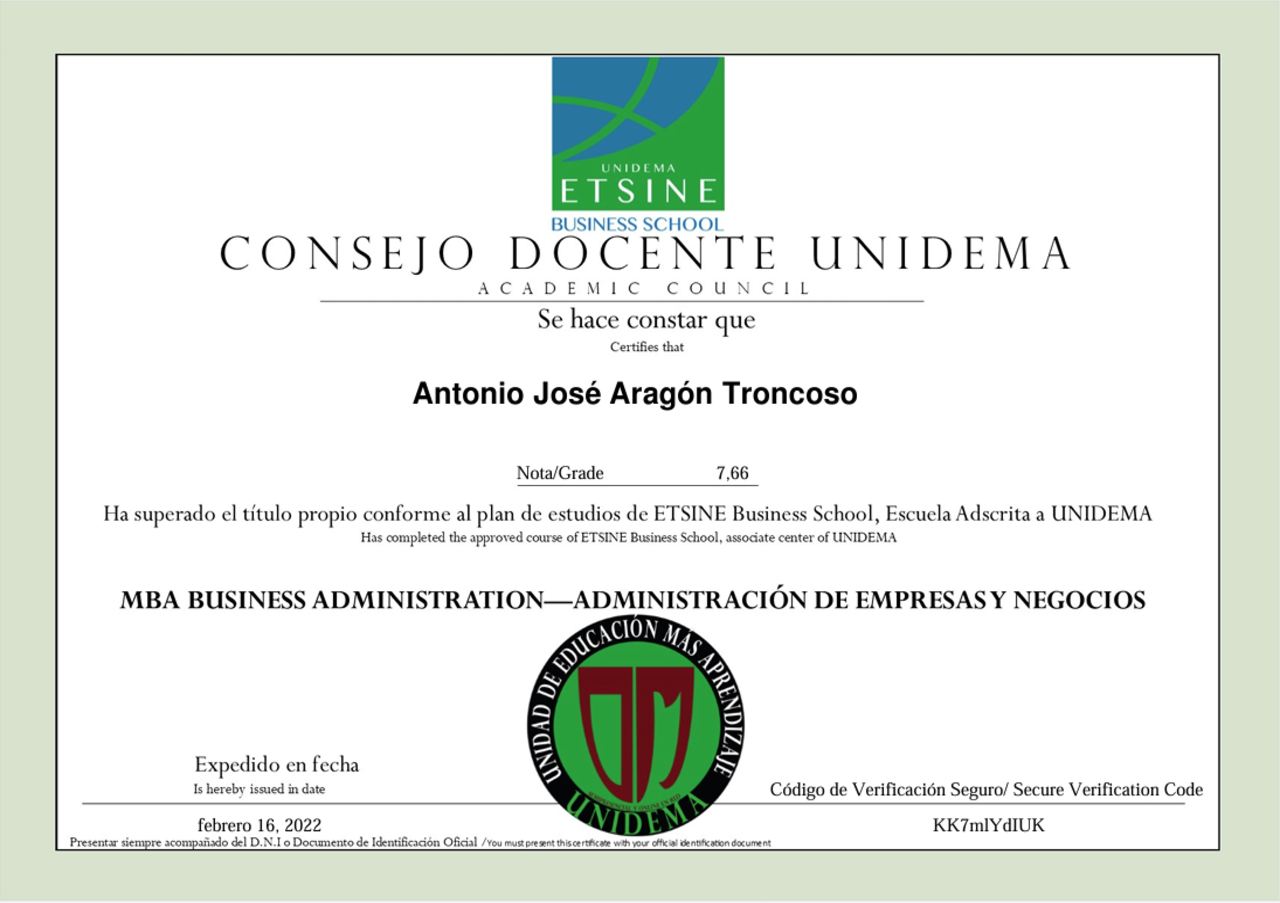 UNIDEMA
ETSINE
BUSINESS SCHOOL
CONSEJO DOCENTE UNIDEMA
ACADEMIC COUNCIL
Se hace constar que
Certifies that
Antonio José Aragón Troncoso
Nota/Grade 7,66
Ha superado el título propio conforme al plan de estudios de ETSINE Business School, Escuela Adscrita a UNIDEMA
Has completed the approved course of ETSINE Business School, associate center of UNIDEMA
MBA BUSINESS ADMINISTRATION—ADMINISTRACIÓN DE EMPRESAS Y NEGOCIOS
UNIDAD DE EDUCACIÓN MÁS APRENDIZAJE
UNIDEMA
Expedido en fecha
Is hereby issued in date
febrero 16, 2022
Código de Verificación Seguro/ Secure Verification Code
KK7mlYdIUK
Presentar siempre acompañado del D.N.I o Documento de Identificación Oficial /You must present this certificate with your official identification document